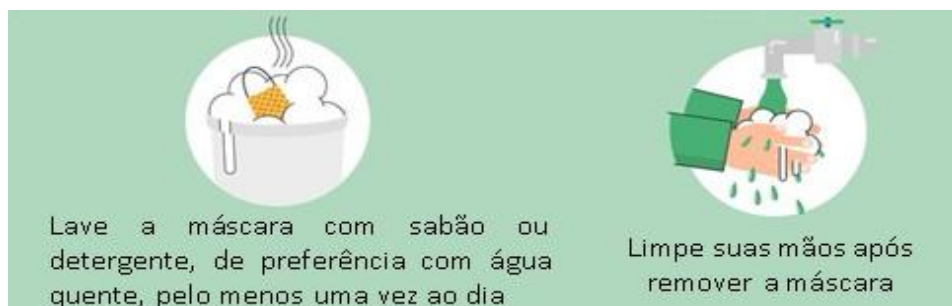 Lave a máscara com sabão ou
detergente, de preferência com água
quente, pelo menos uma vez ao dia
Limpe suas mãos após
remover a máscara